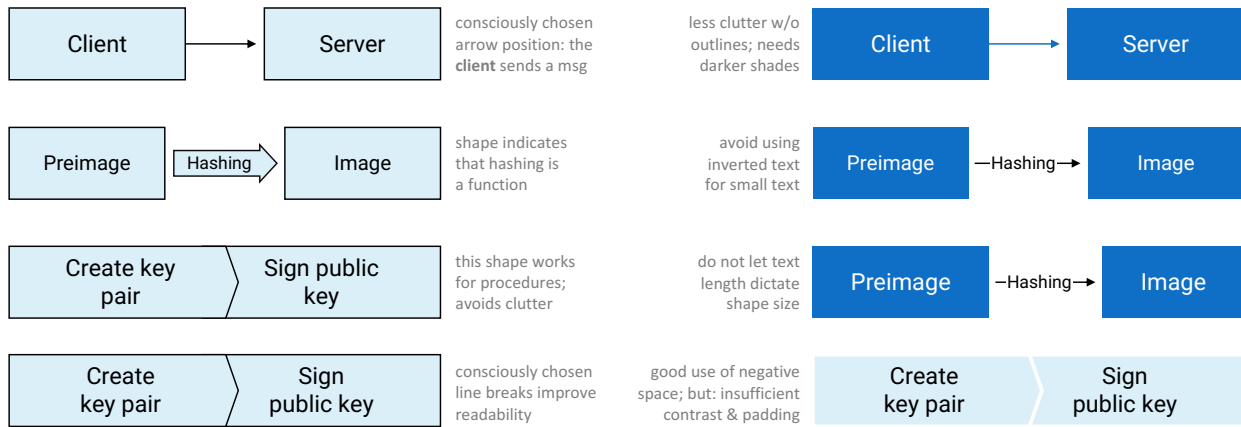 Client
Server
consciously chosen
arrow position: the
client sends a msg
less clutter w/o
outlines; needs
darker shades
Client
Server
Preimage
Hashing
Image
shape indicates
that hashing is
a function
avoid using
inverted text
for small text
Preimage
Hashing
Image
Create key
pair
Sign public
key
this shape works
for procedures;
avoids clutter
do not let text
length dictate
shape size
Preimage
Hashing
Image
Create
key pair
Sign
public key
consciously chosen
line breaks improve
readability
good use of negative
space; but: insufficient
contrast & padding
Create
key pair
Sign
public key